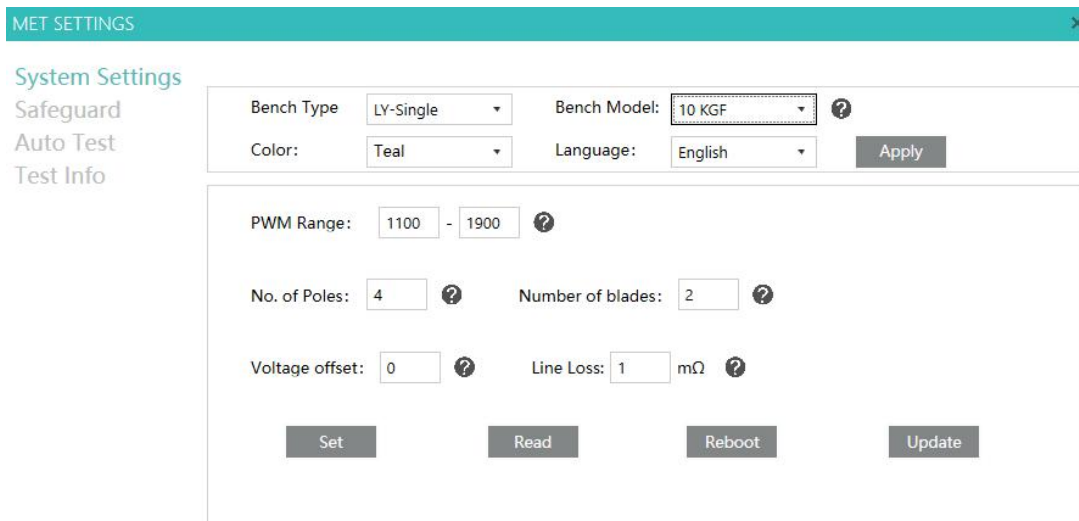 MET SETTINGS
System Settings
Safeguard
Auto Test
Test Info
Bench Type LY-Single Bench Model: 10 KGF ?
Color: Teal Language: English Apply
PWM Range: 1100 - 1900 ?
No. of Poles: 4 ? Number of blades: 2 ?
Voltage offset: 0 ? Line Loss: 1 mΩ ?
Set Read Reboot Update